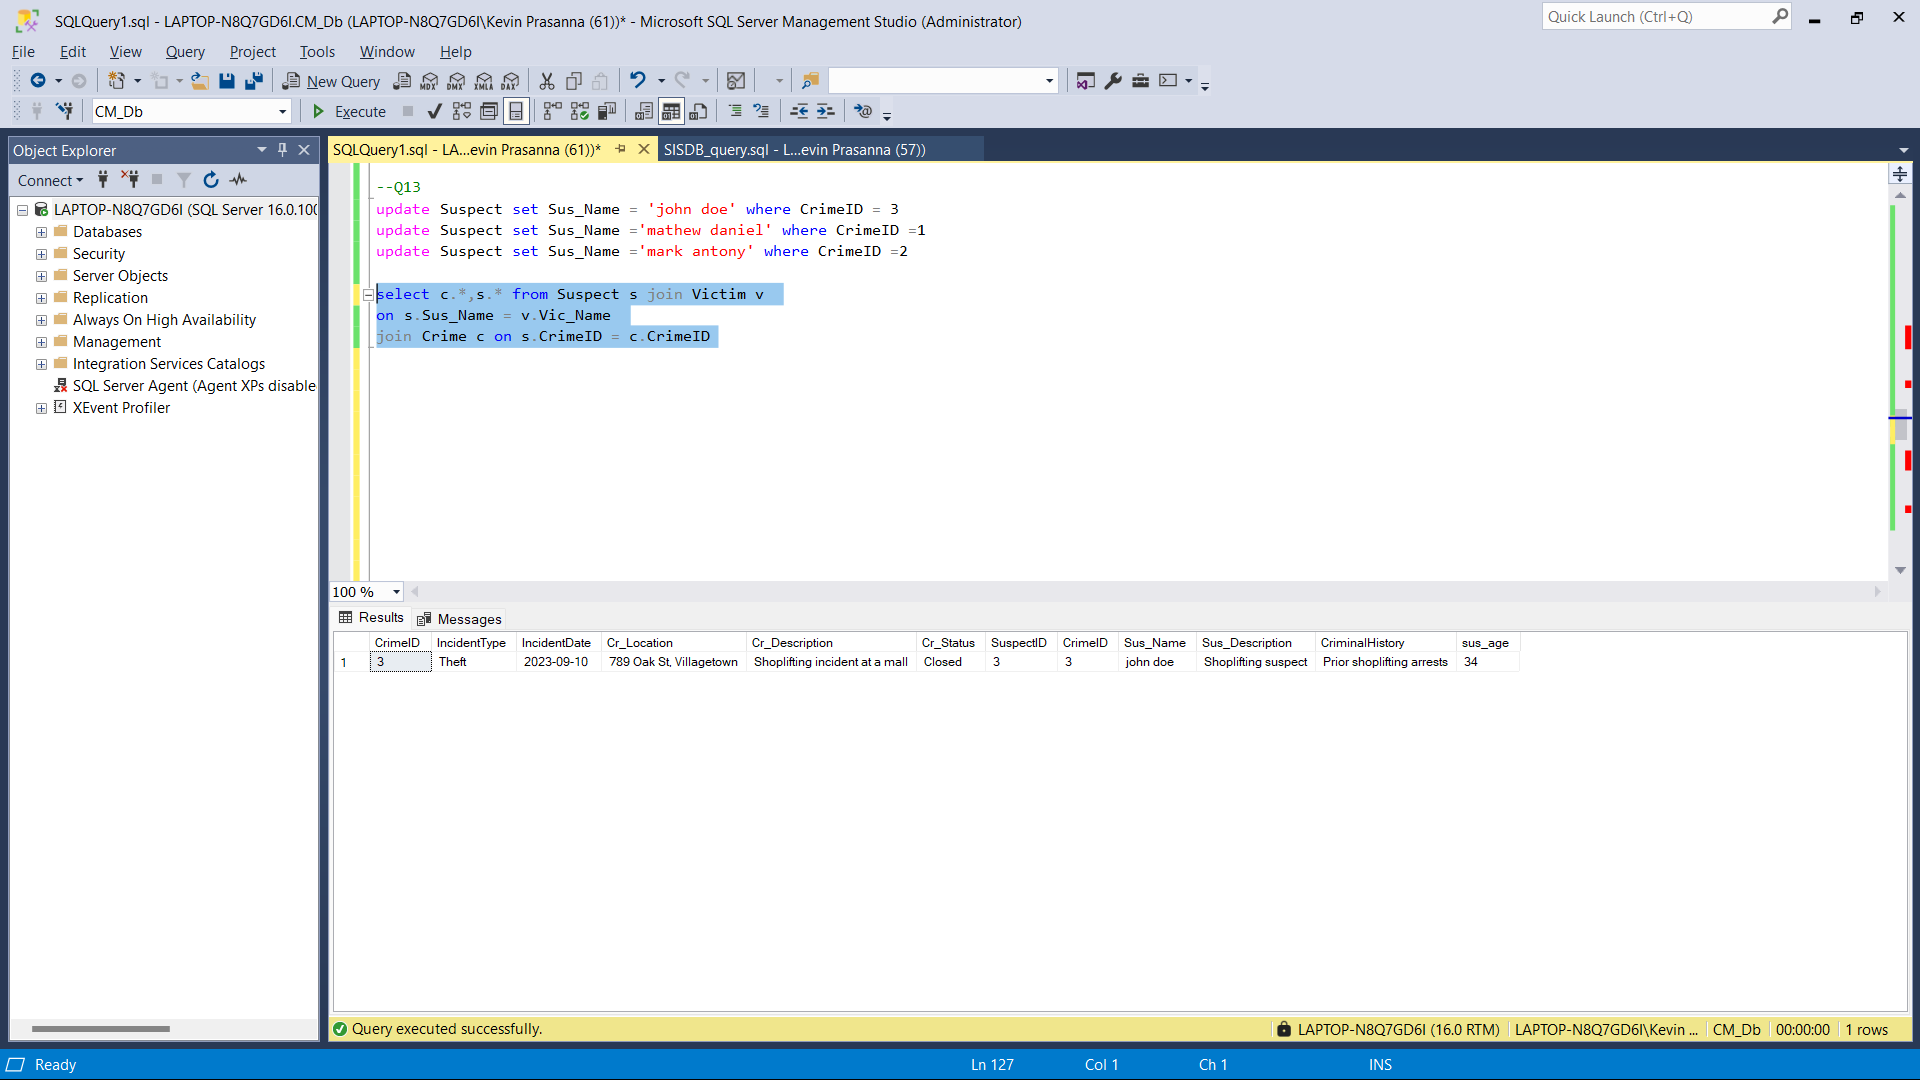 SQLQuery1.sql - LAPTOP-N8Q7GD6I.CM_Db (LAPTOP-N8Q7GD6I\Kevin Prasanna (61))* - Microsoft SQL Server Management Studio (Administrator)
Quick Launch (Ctrl+Q)
File Edit View Query Project Tools Window Help
New Query MDX DMX XMLA DAX
CM_Db Execute
Object Explorer
Connect
LAPTOP-N8Q7GD6I (SQL Server 16.0.100
Databases
Security
Server Objects
Replication
Always On High Availability
Management
Integration Services Catalogs
SQL Server Agent (Agent XPs disable
XEvent Profiler
SQLQuery1.sql - LA...evin Prasanna (61))* SISDB_query.sql - L...evin Prasanna (57))
--Q13
update Suspect set Sus_Name = 'john doe' where CrimeID = 3
update Suspect set Sus_Name ='mathew daniel' where CrimeID =1
update Suspect set Sus_Name ='mark antony' where CrimeID =2
select c.*,s.* from Suspect s join Victim v
on s.Sus_Name = v.Vic_Name
join Crime c on s.CrimeID = c.CrimeID
100 %
Results Messages
CrimeID IncidentType IncidentDate Cr_Location Cr_Description Cr_Status SuspectID CrimeID Sus_Name Sus_Description CriminalHistory sus_age
1 3 Theft 2023-09-10 789 Oak St, Villagetown Shoplifting incident at a mall Closed 3 3 john doe Shoplifting suspect Prior shoplifting arrests 34
Query executed successfully. LAPTOP-N8Q7GD6I (16.0 RTM) LAPTOP-N8Q7GD6I\Kevin ... CM_Db 00:00:00 1 rows
Ready Ln 127 Col 1 Ch 1 INS